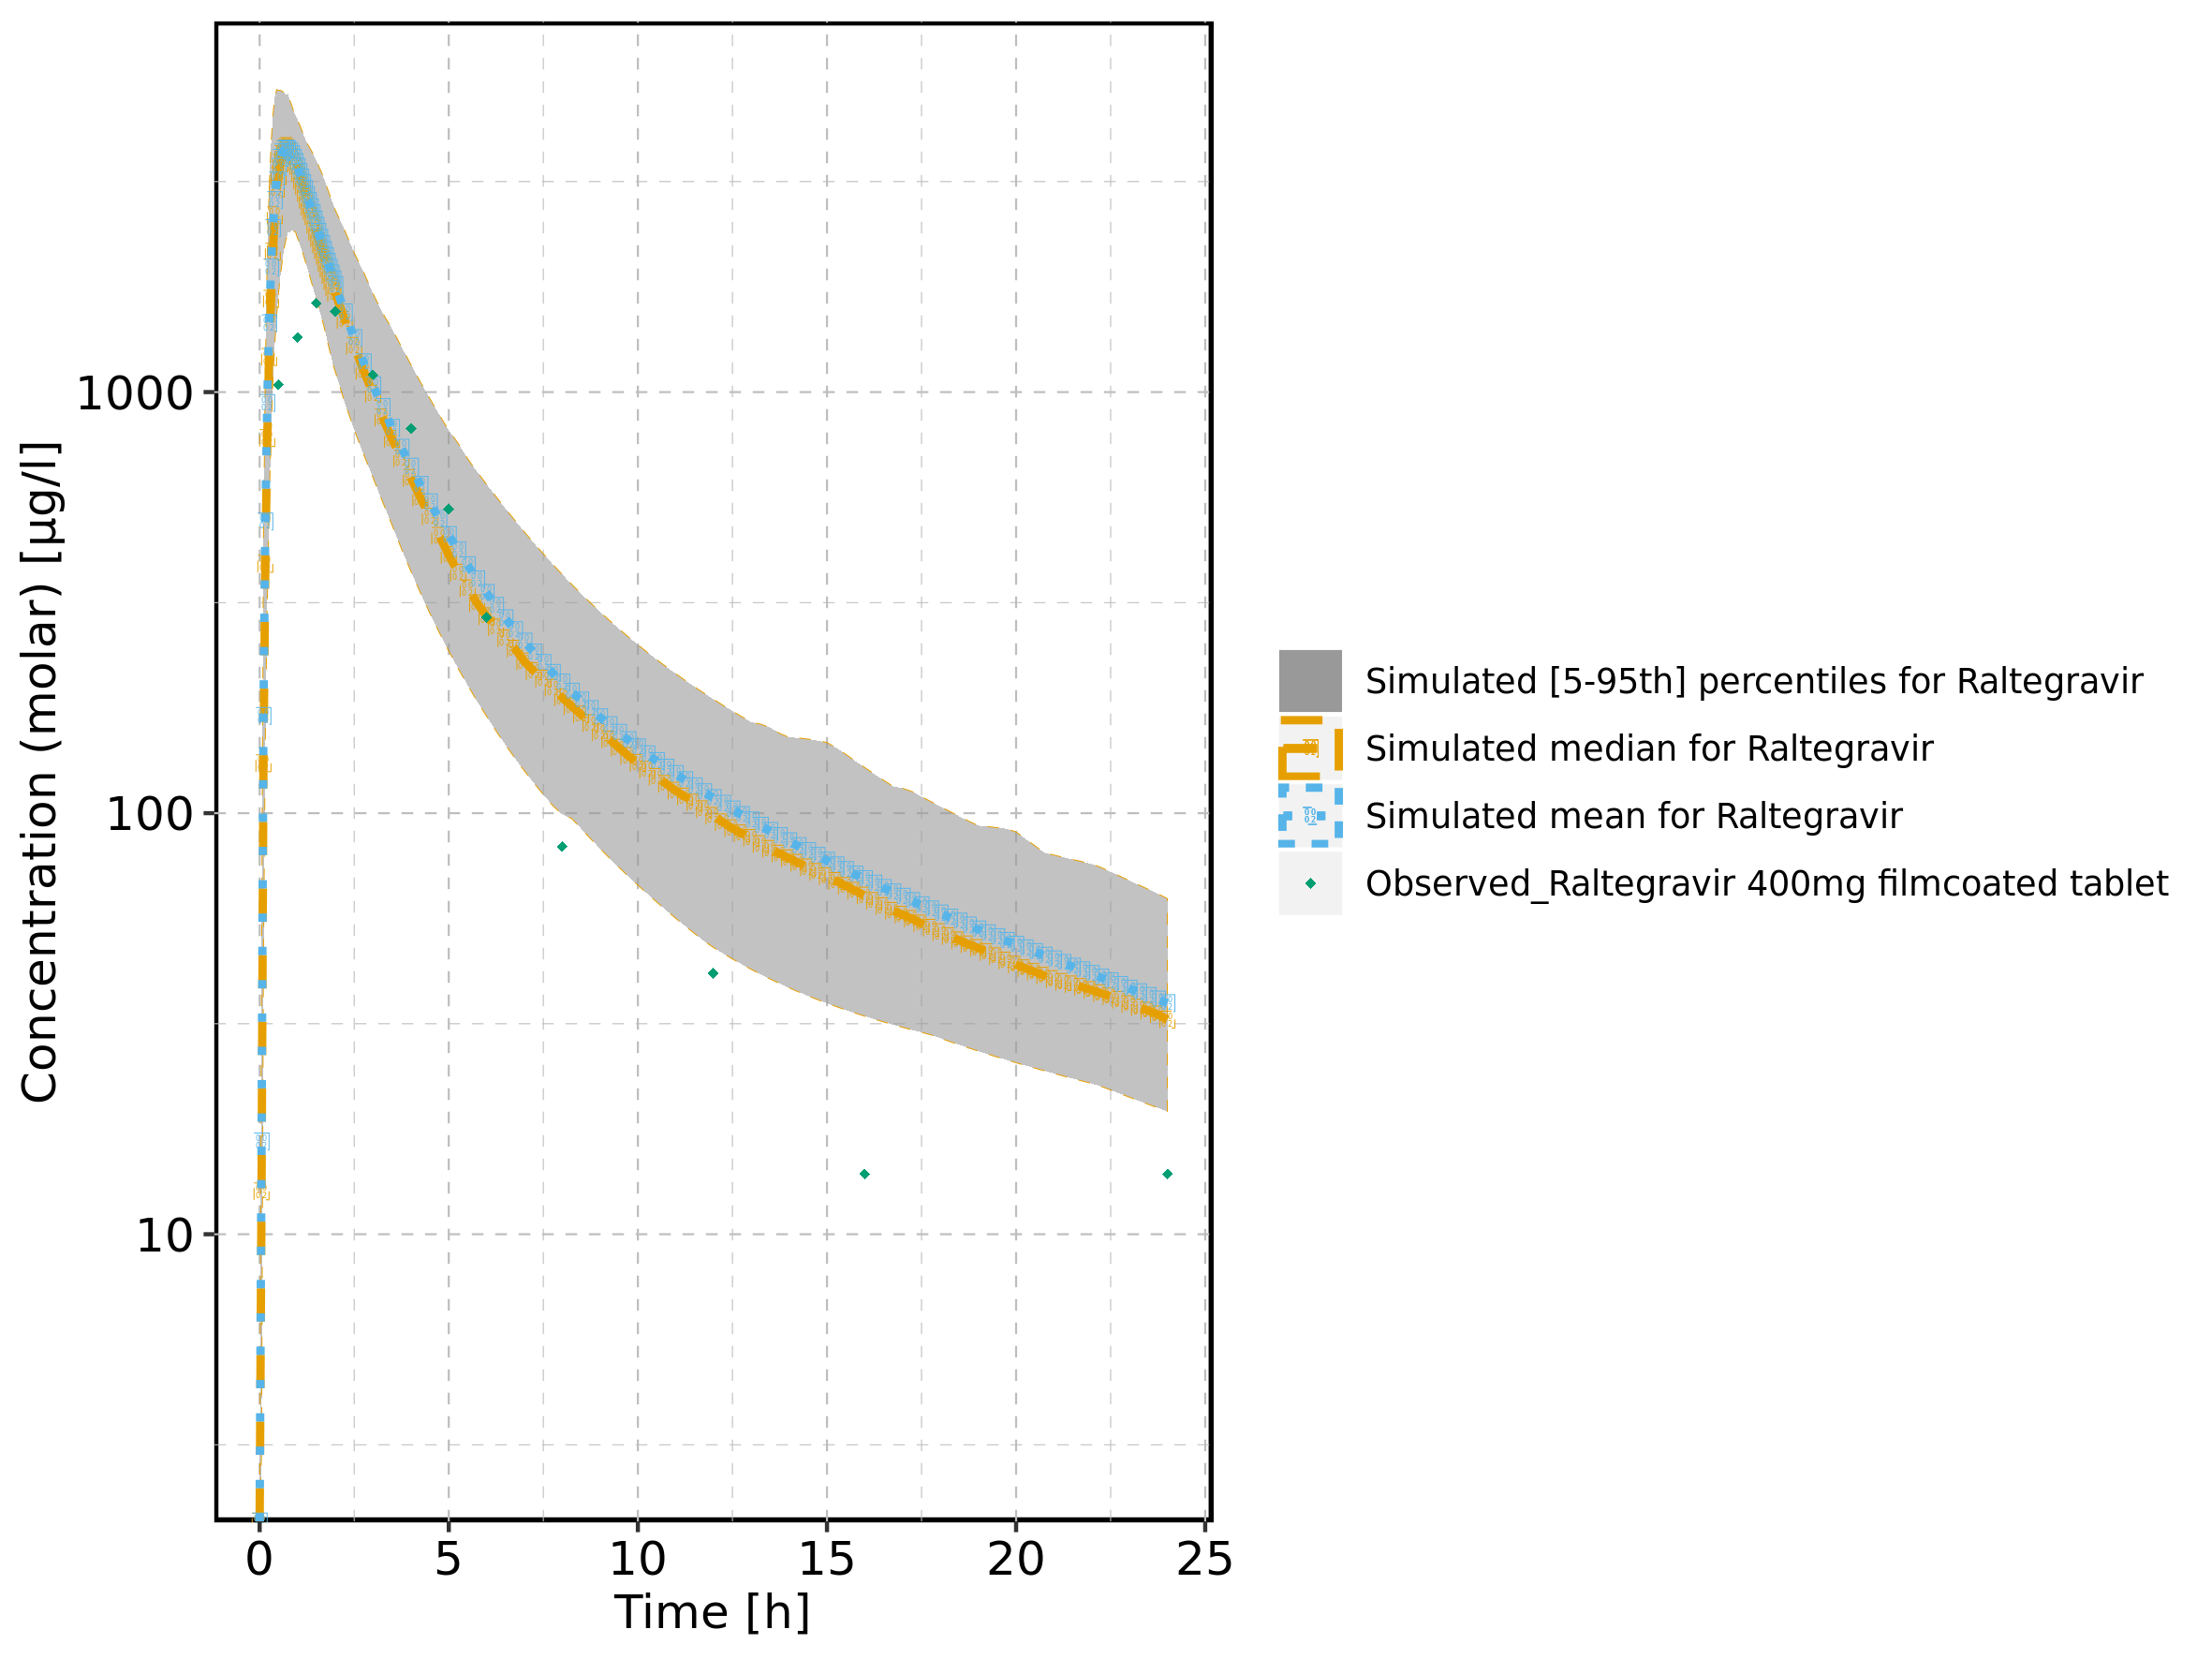 Concentration (molar) [µg/l]
1000
100
10
0 5 10 15 20 25
Time [h]
Simulated [5-95th] percentiles for Raltegravir
Simulated median for Raltegravir
Simulated mean for Raltegravir
Observed_Raltegravir 400mg filmcoated tablet